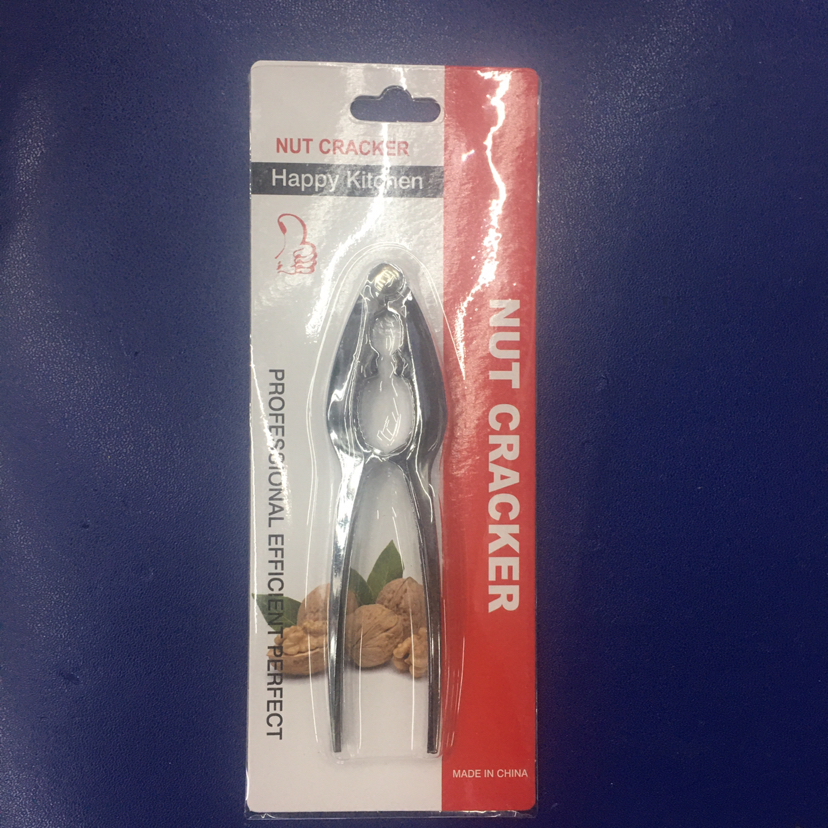 NUT CRACKER
Happy Kitchen
PROFESSIONAL EFFICIENT PERFECT
NUT CRACKER
MADE IN CHINA